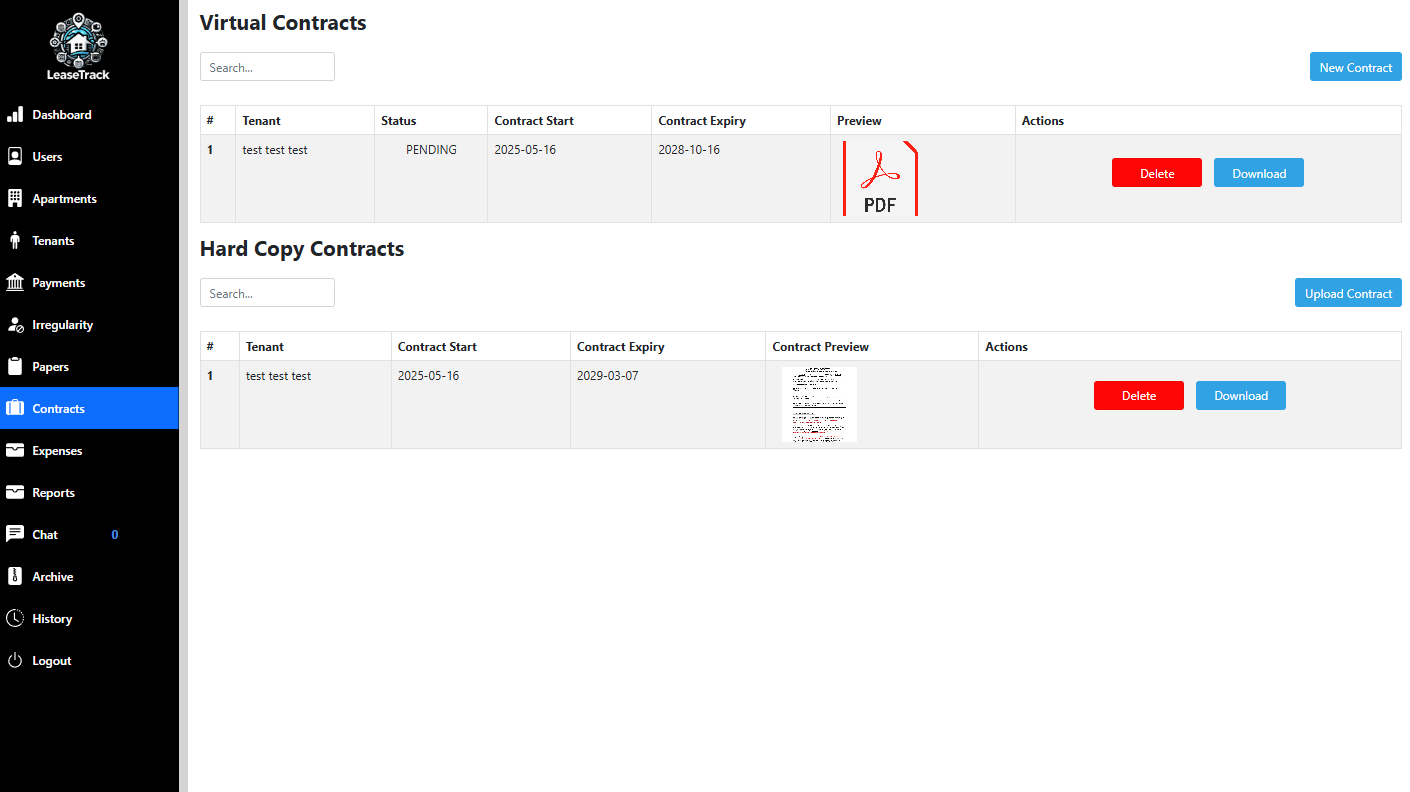 LeaseTrack
Dashboard
Users
Apartments
Tenants
Payments
Irregularity
Papers
Contracts
Expenses
Reports
Chat 0
Archive
History
Logout
Virtual Contracts
Search...
New Contract
# Tenant Status Contract Start Contract Expiry Preview Actions
1 test test test PENDING 2025-05-16 2028-10-16 PDF Delete Download
Hard Copy Contracts
Search...
Upload Contract
# Tenant Contract Start Contract Expiry Contract Preview Actions
1 test test test 2025-05-16 2029-03-07 Delete Download